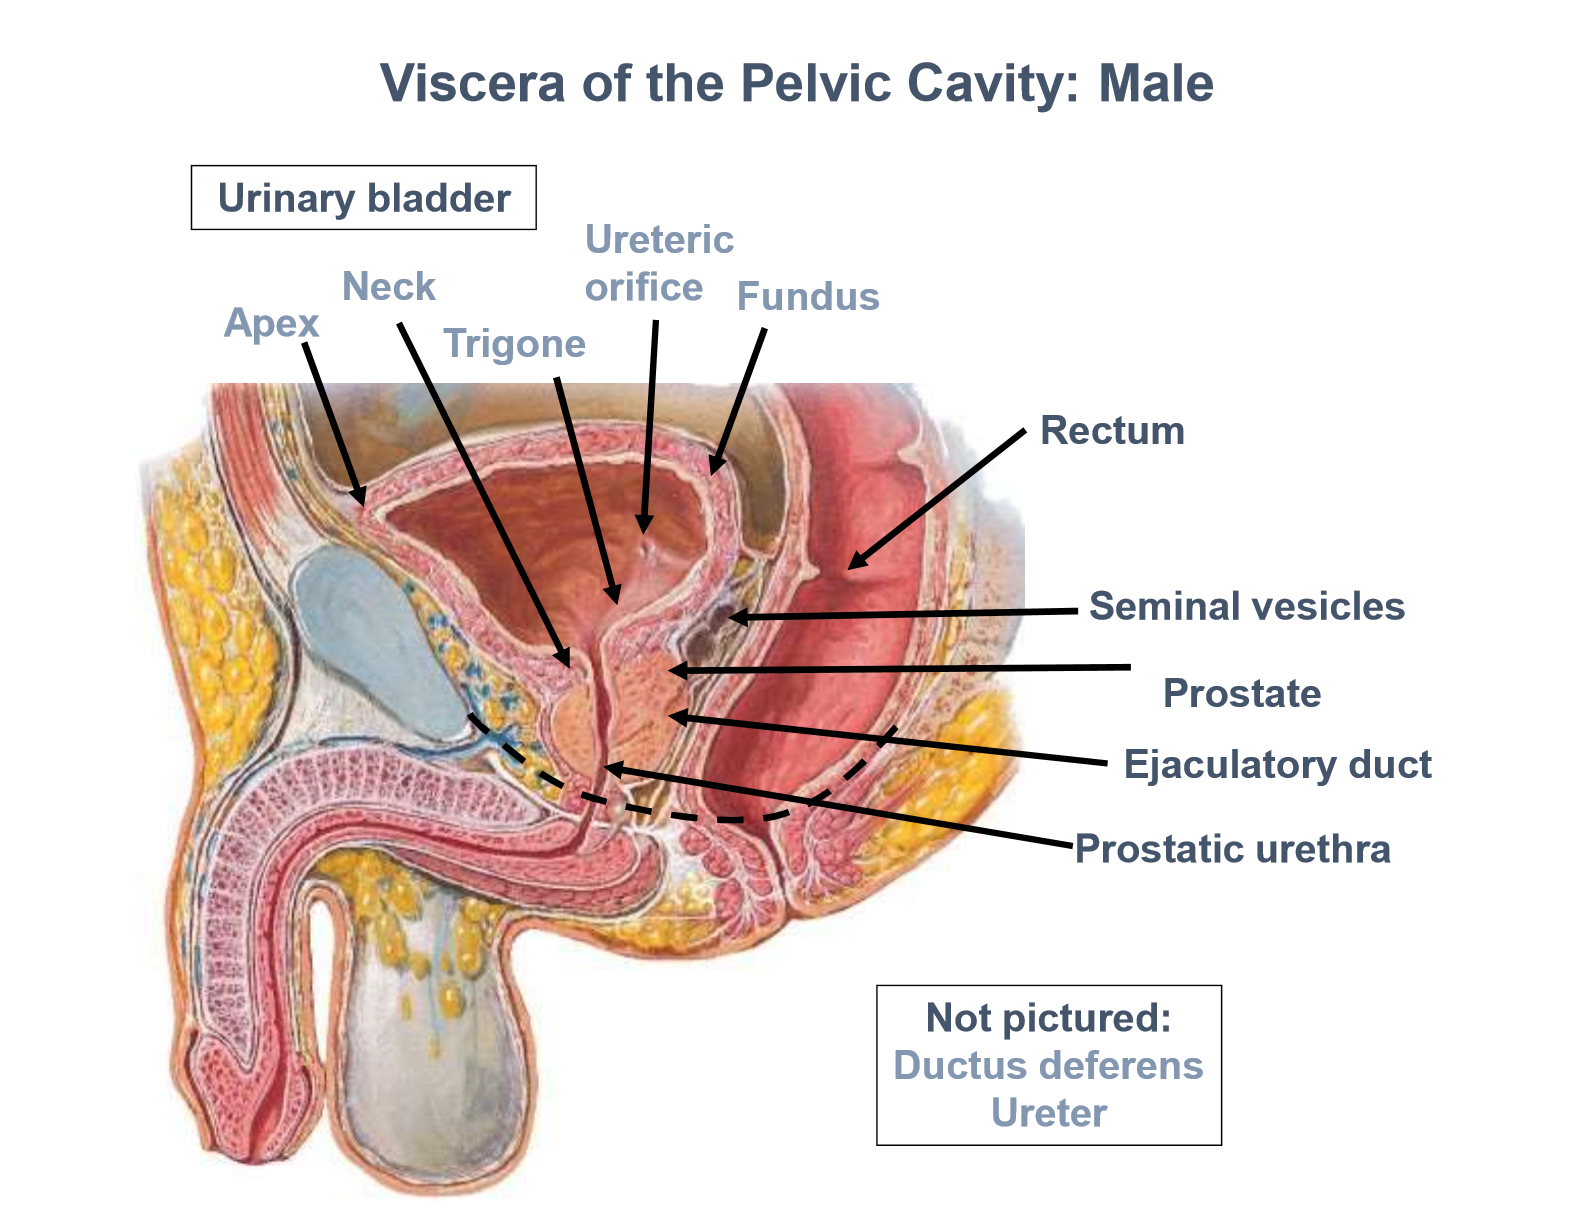 Viscera of the Pelvic Cavity: Male
Urinary bladder
Ureteric
orifice
Neck
Fundus
Apex
Trigone
Rectum
Seminal vesicles
Prostate
Ejaculatory duct
Prostatic urethra
Not pictured:
Ductus deferens
Ureter